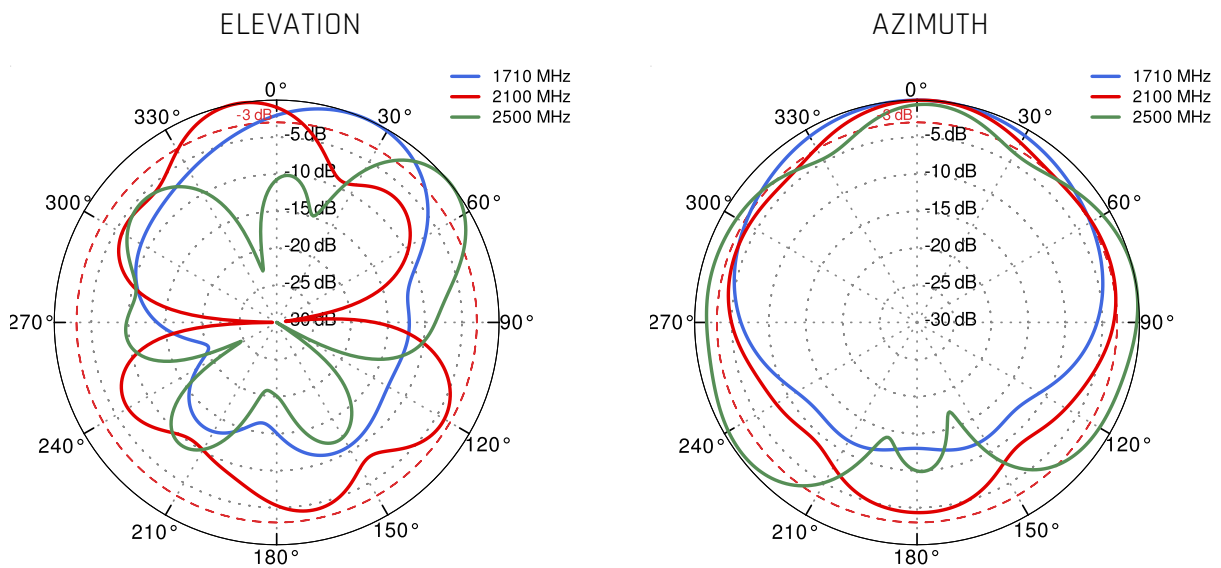 ELEVATION
1710 MHz
2100 MHz
2500 MHz
0°
330°
30°
-3 dB
-5 dB
-10 dB
300°
60°
-15 dB
-20 dB
-25 dB
270°
-30 dB
90°
240°
120°
210°
150°
180°
AZIMUTH
1710 MHz
2100 MHz
2500 MHz
0°
330°
30°
-3 dB
-5 dB
-10 dB
300°
60°
-15 dB
-20 dB
-25 dB
270°
-30 dB
90°
240°
120°
210°
150°
180°